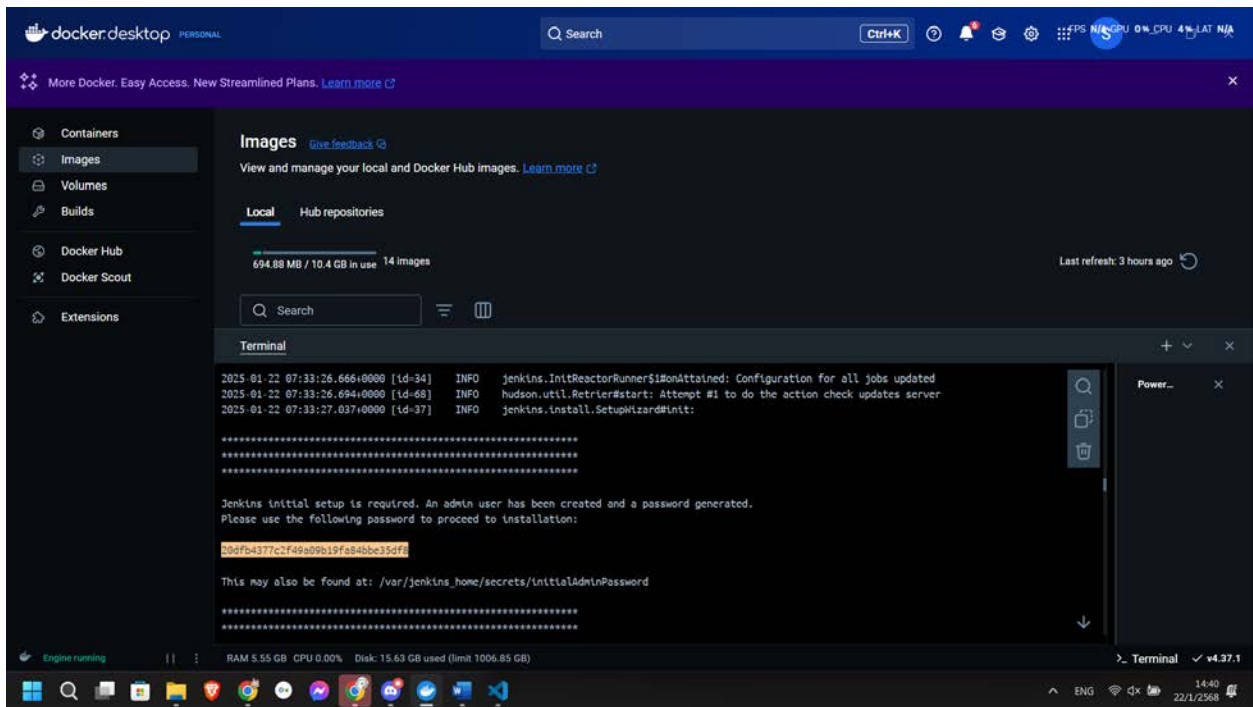 docker.desktop PERSONAL
Search
Ctrl+K
S
GPU 0% CPU 4% LAT N/A
More Docker. Easy Access. New Streamlined Plans. Learn more
Containers
Images
Volumes
Builds
Docker Hub
Docker Scout
Extensions
Images Give feedback
View and manage your local and Docker Hub images. Learn more
Local Hub repositories
694.88 MB / 10.4 GB in use 14 images
Last refresh: 3 hours ago
Search
Terminal
2025-01-22 07:33:26.666+0000 [id=34] INFO jenkins.InitReactorRunner$1#onAttained: Configuration for all jobs updated
2025-01-22 07:33:26.694+0000 [id=68] INFO hudson.util.Retrier#start: Attempt #1 to do the action check updates server
2025-01-22 07:33:27.037+0000 [id=37] INFO jenkins.install.SetupWizard#init:
*************************************************************
*************************************************************
*************************************************************
Jenkins initial setup is required. An admin user has been created and a password generated.
Please use the following password to proceed to installation:
20dfb4377c2f49a09b19fa84bbe35df8
This may also be found at: /var/jenkins_home/secrets/initialAdminPassword
*************************************************************
*************************************************************
Power...
Engine running
RAM 5.55 GB CPU 0.00% Disk: 15.63 GB used (limit 1006.85 GB)
>_ Terminal
v4.37.1
ENG
14:40
22/1/2568